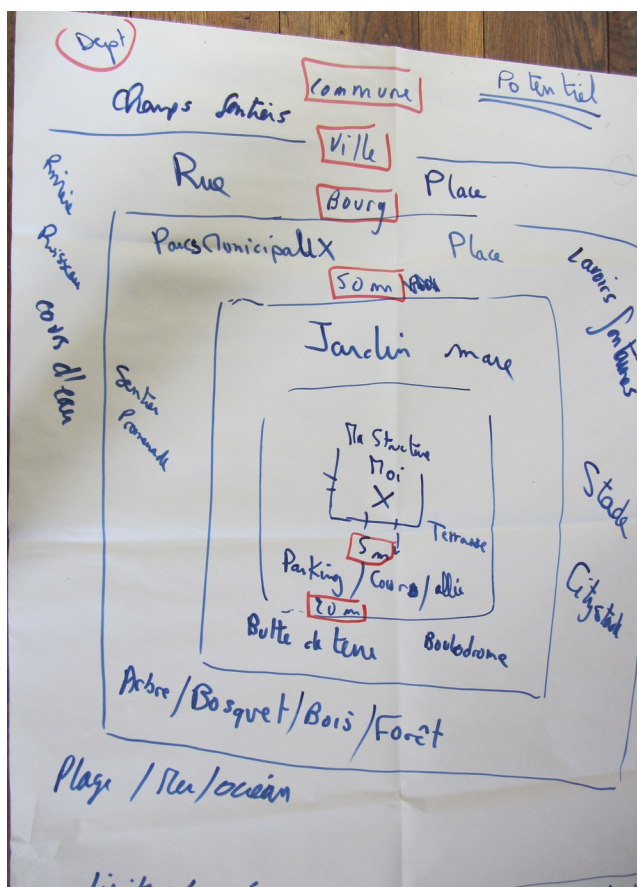 Dept
Commune
Potentiel
Champs Sentiers
Ville
Rue
Bourg
Place
Rivière
Ruisseau
cours d'eau
Parcs Municipaux
Place
50 m
Lavoirs fontaines
Jardin mare
Sentier
Promenade
Ma Structure
Moi
X
Stade
Terrasse
5 m
Parking / Cours / allée
Citystade
20 m
Butte de terre
Boulodrome
Arbre / Bosquet / Bois / Forêt
Plage / Mer / océan